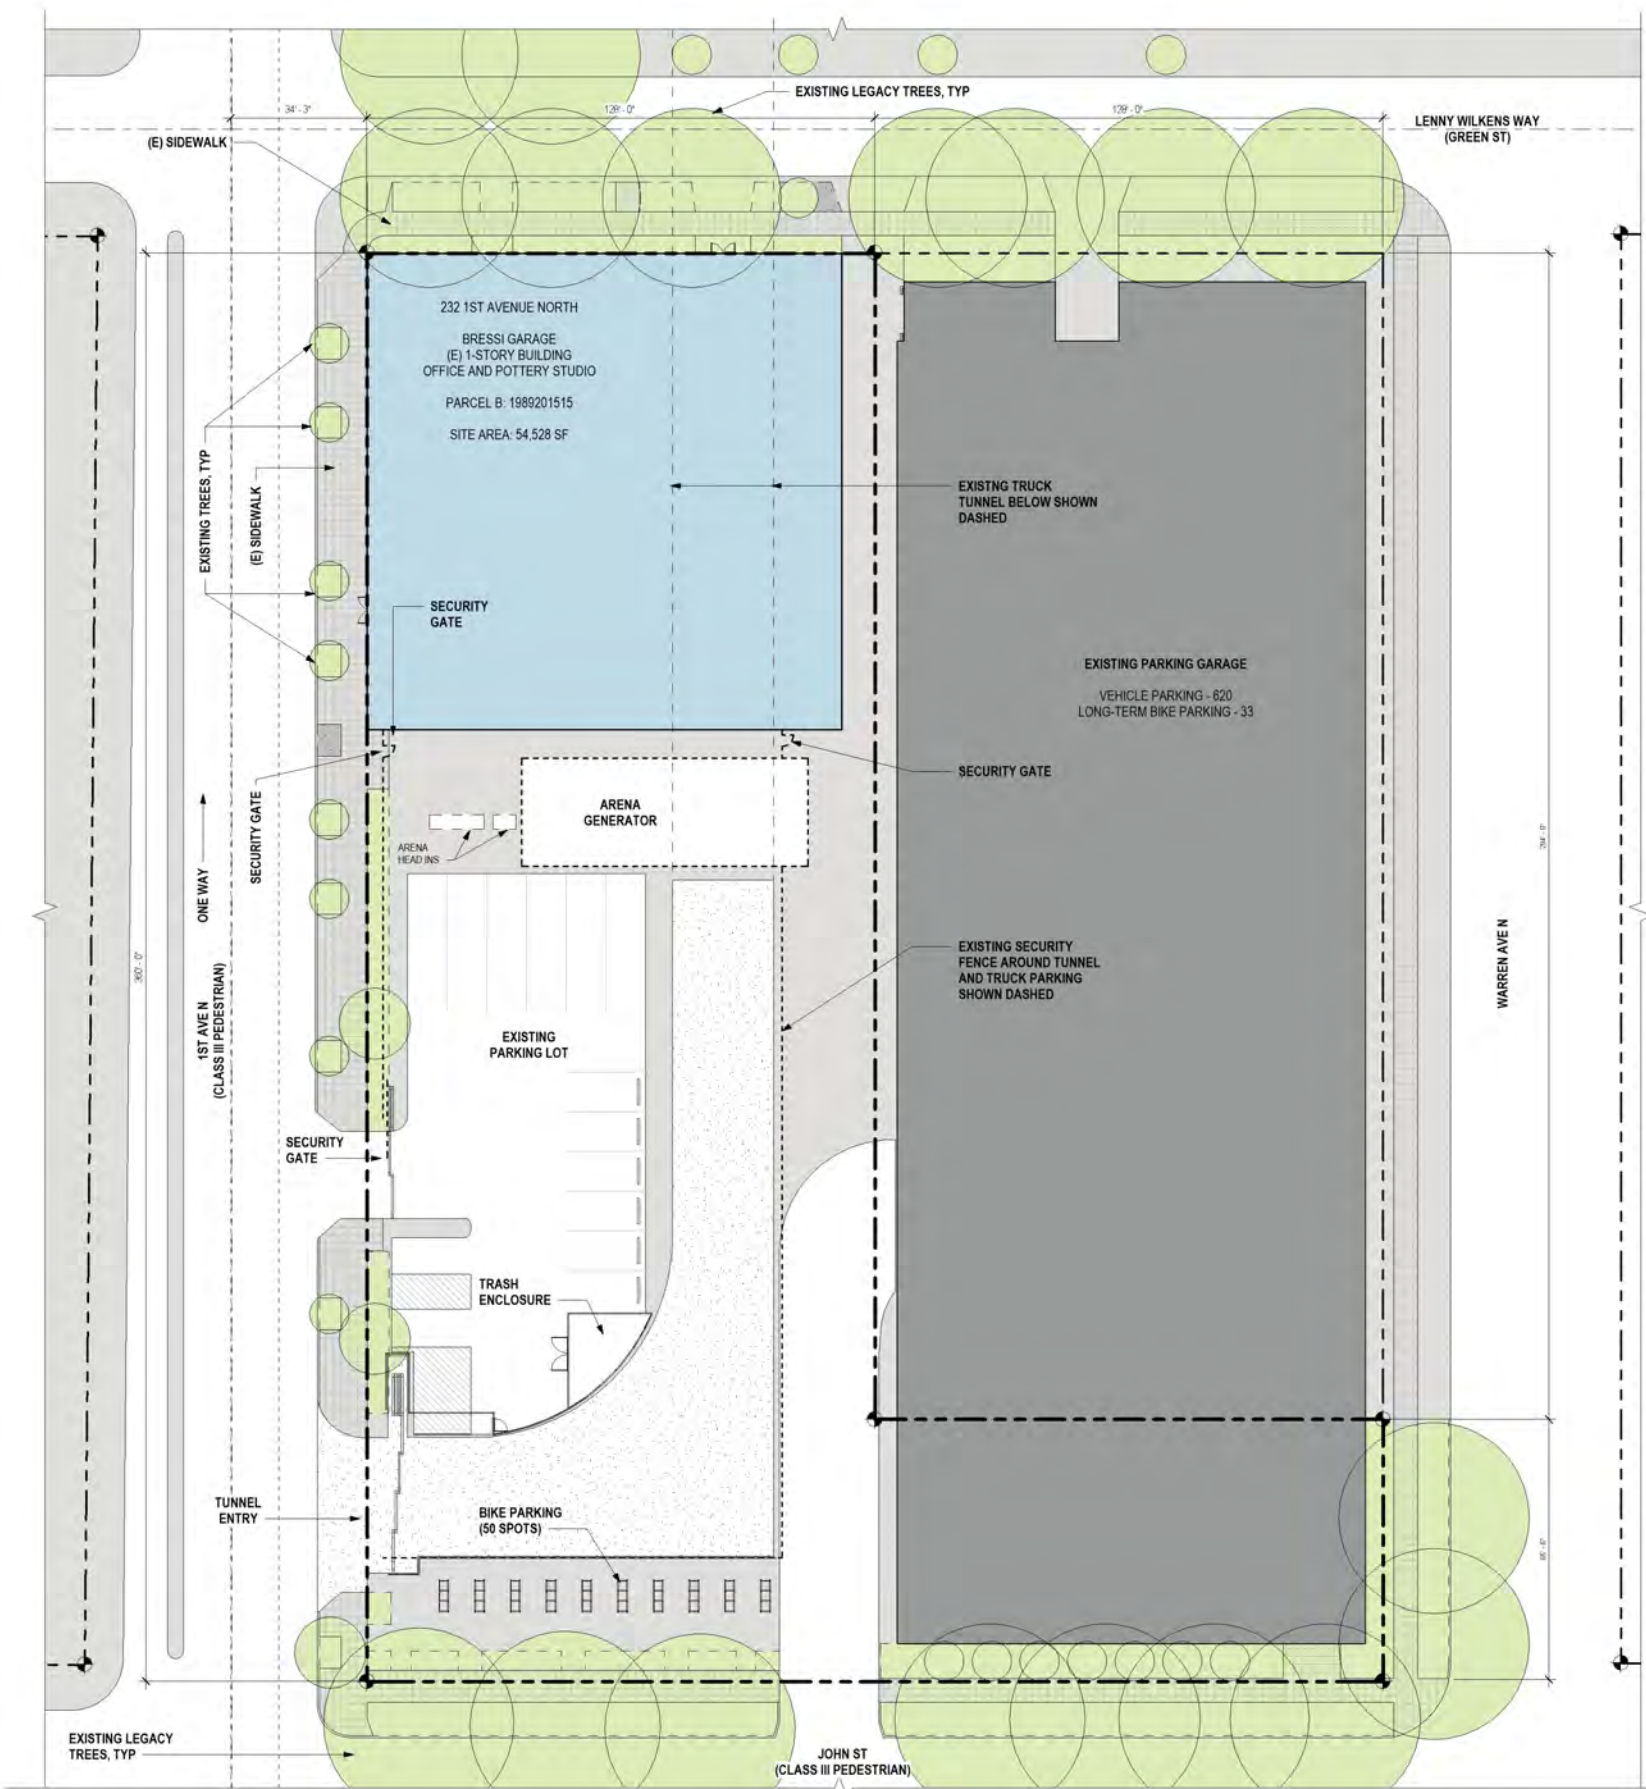 EXISTING LEGACY TREES, TYP
34' - 3"
128' - 0"
128' - 0"
LENNY WILKENS WAY
(GREEN ST)
(E) SIDEWALK
232 1ST AVENUE NORTH
BRESSI GARAGE
(E) 1-STORY BUILDING
OFFICE AND POTTERY STUDIO
PARCEL B: 1989201515
SITE AREA: 54,528 SF
EXISTING TREES, TYP
(E) SIDEWALK
EXISTNG TRUCK
TUNNEL BELOW SHOWN
DASHED
SECURITY
GATE
EXISTING PARKING GARAGE
VEHICLE PARKING - 620
LONG-TERM BIKE PARKING - 33
SECURITY GATE
SECURITY GATE
ARENA
GENERATOR
ARENA
HEAD INS
ONE WAY
1ST AVE N
(CLASS III PEDESTRIAN)
360' - 0"
EXISTING SECURITY
FENCE AROUND TUNNEL
AND TRUCK PARKING
SHOWN DASHED
WARREN AVE N
EXISTING
PARKING LOT
SECURITY
GATE
TRASH
ENCLOSURE
TUNNEL
ENTRY
BIKE PARKING
(50 SPOTS)
EXISTING LEGACY
TREES, TYP
JOHN ST
(CLASS III PEDESTRIAN)